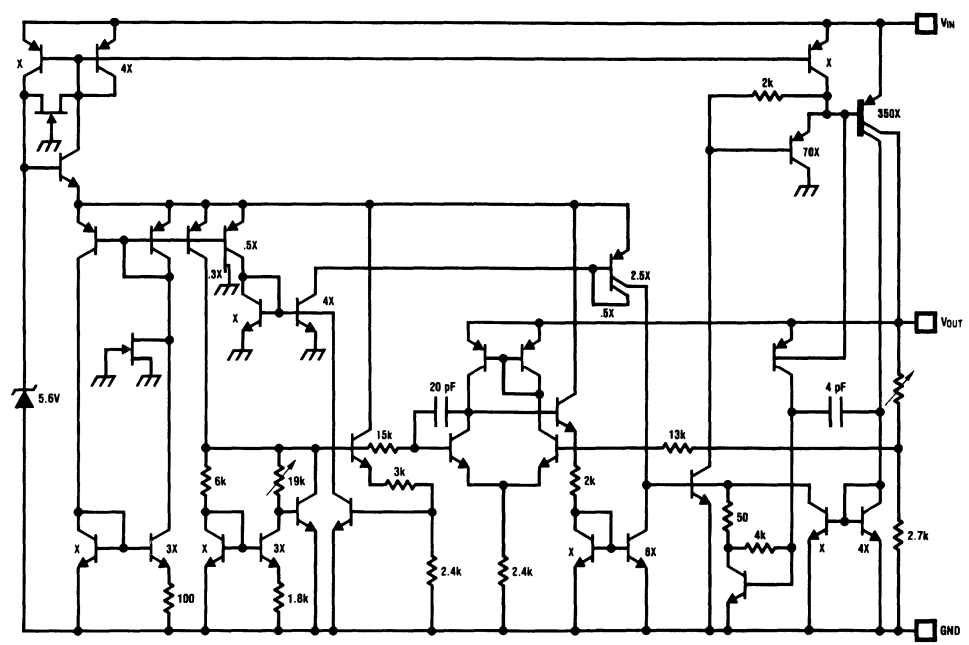 VIN
X
4X
X
2k
350X
70X
.5X
.3X
4X
X
2.5X
.5X
VOUT
5.6V
20 pF
4 pF
15k
13k
3k
6k
19k
2k
50
4k
X
3X
X
3X
X
6X
X
4X
2.7k
100
1.8k
2.4k
2.4k
GND